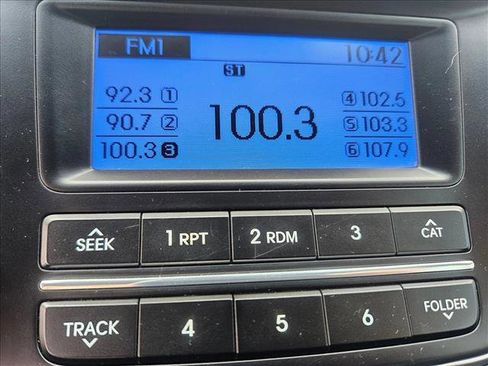 FM1 10:42
ST
92.3 1 100.3 4 102.5
90.7 2 5 103.3
100.3 3 6 107.9
SEEK 1 RPT 2 RDM 3 CAT
TRACK 4 5 6 FOLDER